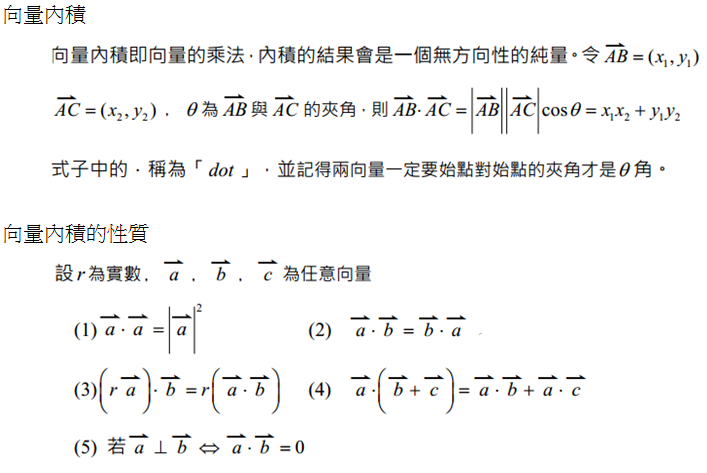 向量內積
向量內積即向量的乘法,內積的結果會是一個無方向性的純量。令 $\overrightarrow{AB} = (x_1, y_1)$
$\overrightarrow{AC} = (x_2, y_2)$ , $\theta$ 為 $\overrightarrow{AB}$ 與 $\overrightarrow{AC}$ 的夾角,則 $\overrightarrow{AB} \cdot \overrightarrow{AC} = \left|\overrightarrow{AB}\right|\left|\overrightarrow{AC}\right|\cos\theta = x_1x_2 + y_1y_2$
式子中的.稱為「dot」,並記得兩向量一定要始點對始點的夾角才是 $\theta$ 角。
向量內積的性質
設 $r$ 為實數, $\overrightarrow{a}$ , $\overrightarrow{b}$ , $\overrightarrow{c}$ 為任意向量
(1) $\overrightarrow{a} \cdot \overrightarrow{a} = \left|\overrightarrow{a}\right|^2$ (2) $\overrightarrow{a} \cdot \overrightarrow{b} = \overrightarrow{b} \cdot \overrightarrow{a}$
(3) $\left(r\overrightarrow{a}\right) \cdot \overrightarrow{b} = r\left(\overrightarrow{a} \cdot \overrightarrow{b}\right)$ (4) $\overrightarrow{a} \cdot \left(\overrightarrow{b} + \overrightarrow{c}\right) = \overrightarrow{a} \cdot \overrightarrow{b} + \overrightarrow{a} \cdot \overrightarrow{c}$
(5) 若 $\overrightarrow{a} \perp \overrightarrow{b} \Leftrightarrow \overrightarrow{a} \cdot \overrightarrow{b} = 0$